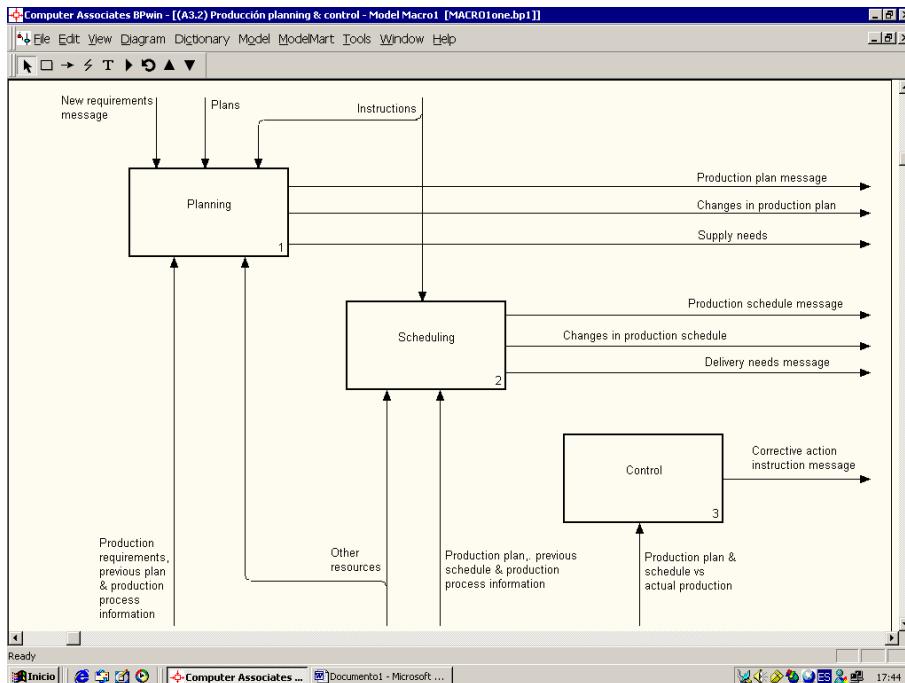 Computer Associates BPwin - [(A3.2) Producción planning & control - Model Macro1 [MACRO1one.bp1]]
File Edit View Diagram Dictionary Model ModelMart Tools Window Help
T
New requirements
message
Plans
Instructions
Planning
1
Production plan message
Changes in production plan
Supply needs
Scheduling
2
Production schedule message
Changes in production schedule
Delivery needs message
Control
3
Corrective action
instruction message
Production
requirements,
previous plan
& production
process
information
Other
resources
Production plan,. previous
schedule & production
process information
Production plan &
schedule vs
actual production
Ready
Inicio
Computer Associates ...
Documento1 - Microsoft ...
ES
17:44